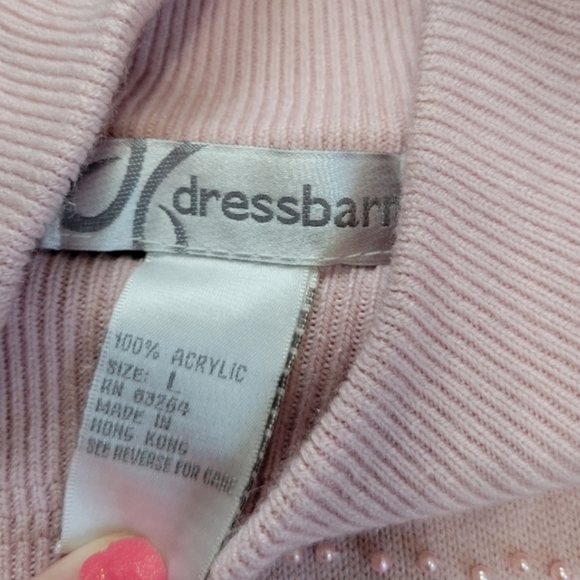 dressbarn
100% ACRYLIC
SIZE: L
RN 63264
MADE IN
HONG KONG
SEE REVERSE FOR CARE